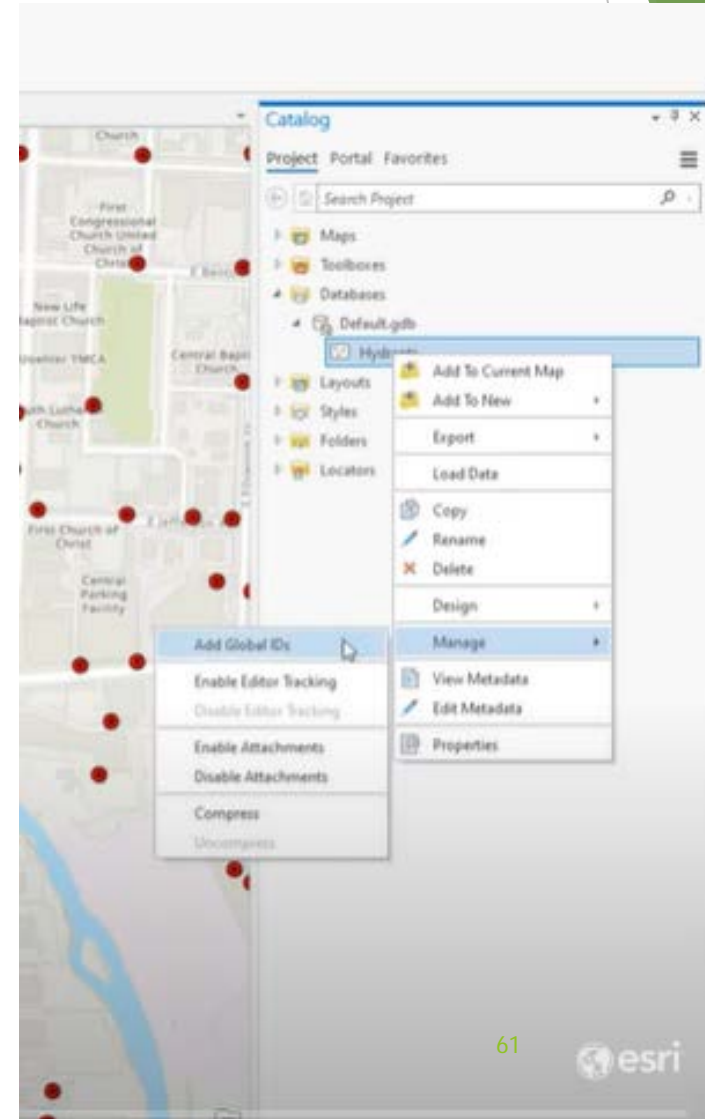 Church
First
Congregational
Church United
Church of
Christ
New Life
Baptist Church
YMCA
Central Baptist
Church
Church
First Church of
Christ
Central
Parking
Facility
Catalog
Project Portal Favorites
Search Project
Maps
Toolboxes
Databases
Default.gdb
Layouts
Styles
Folders
Locators
Add To Current Map
Add To New
Export
Load Data
Copy
Rename
Delete
Design
Manage
View Metadata
Edit Metadata
Properties
Add Global IDs
Enable Editor Tracking
Disable Editor Tracking
Enable Attachments
Disable Attachments
Compress
Uncompress
61
esri